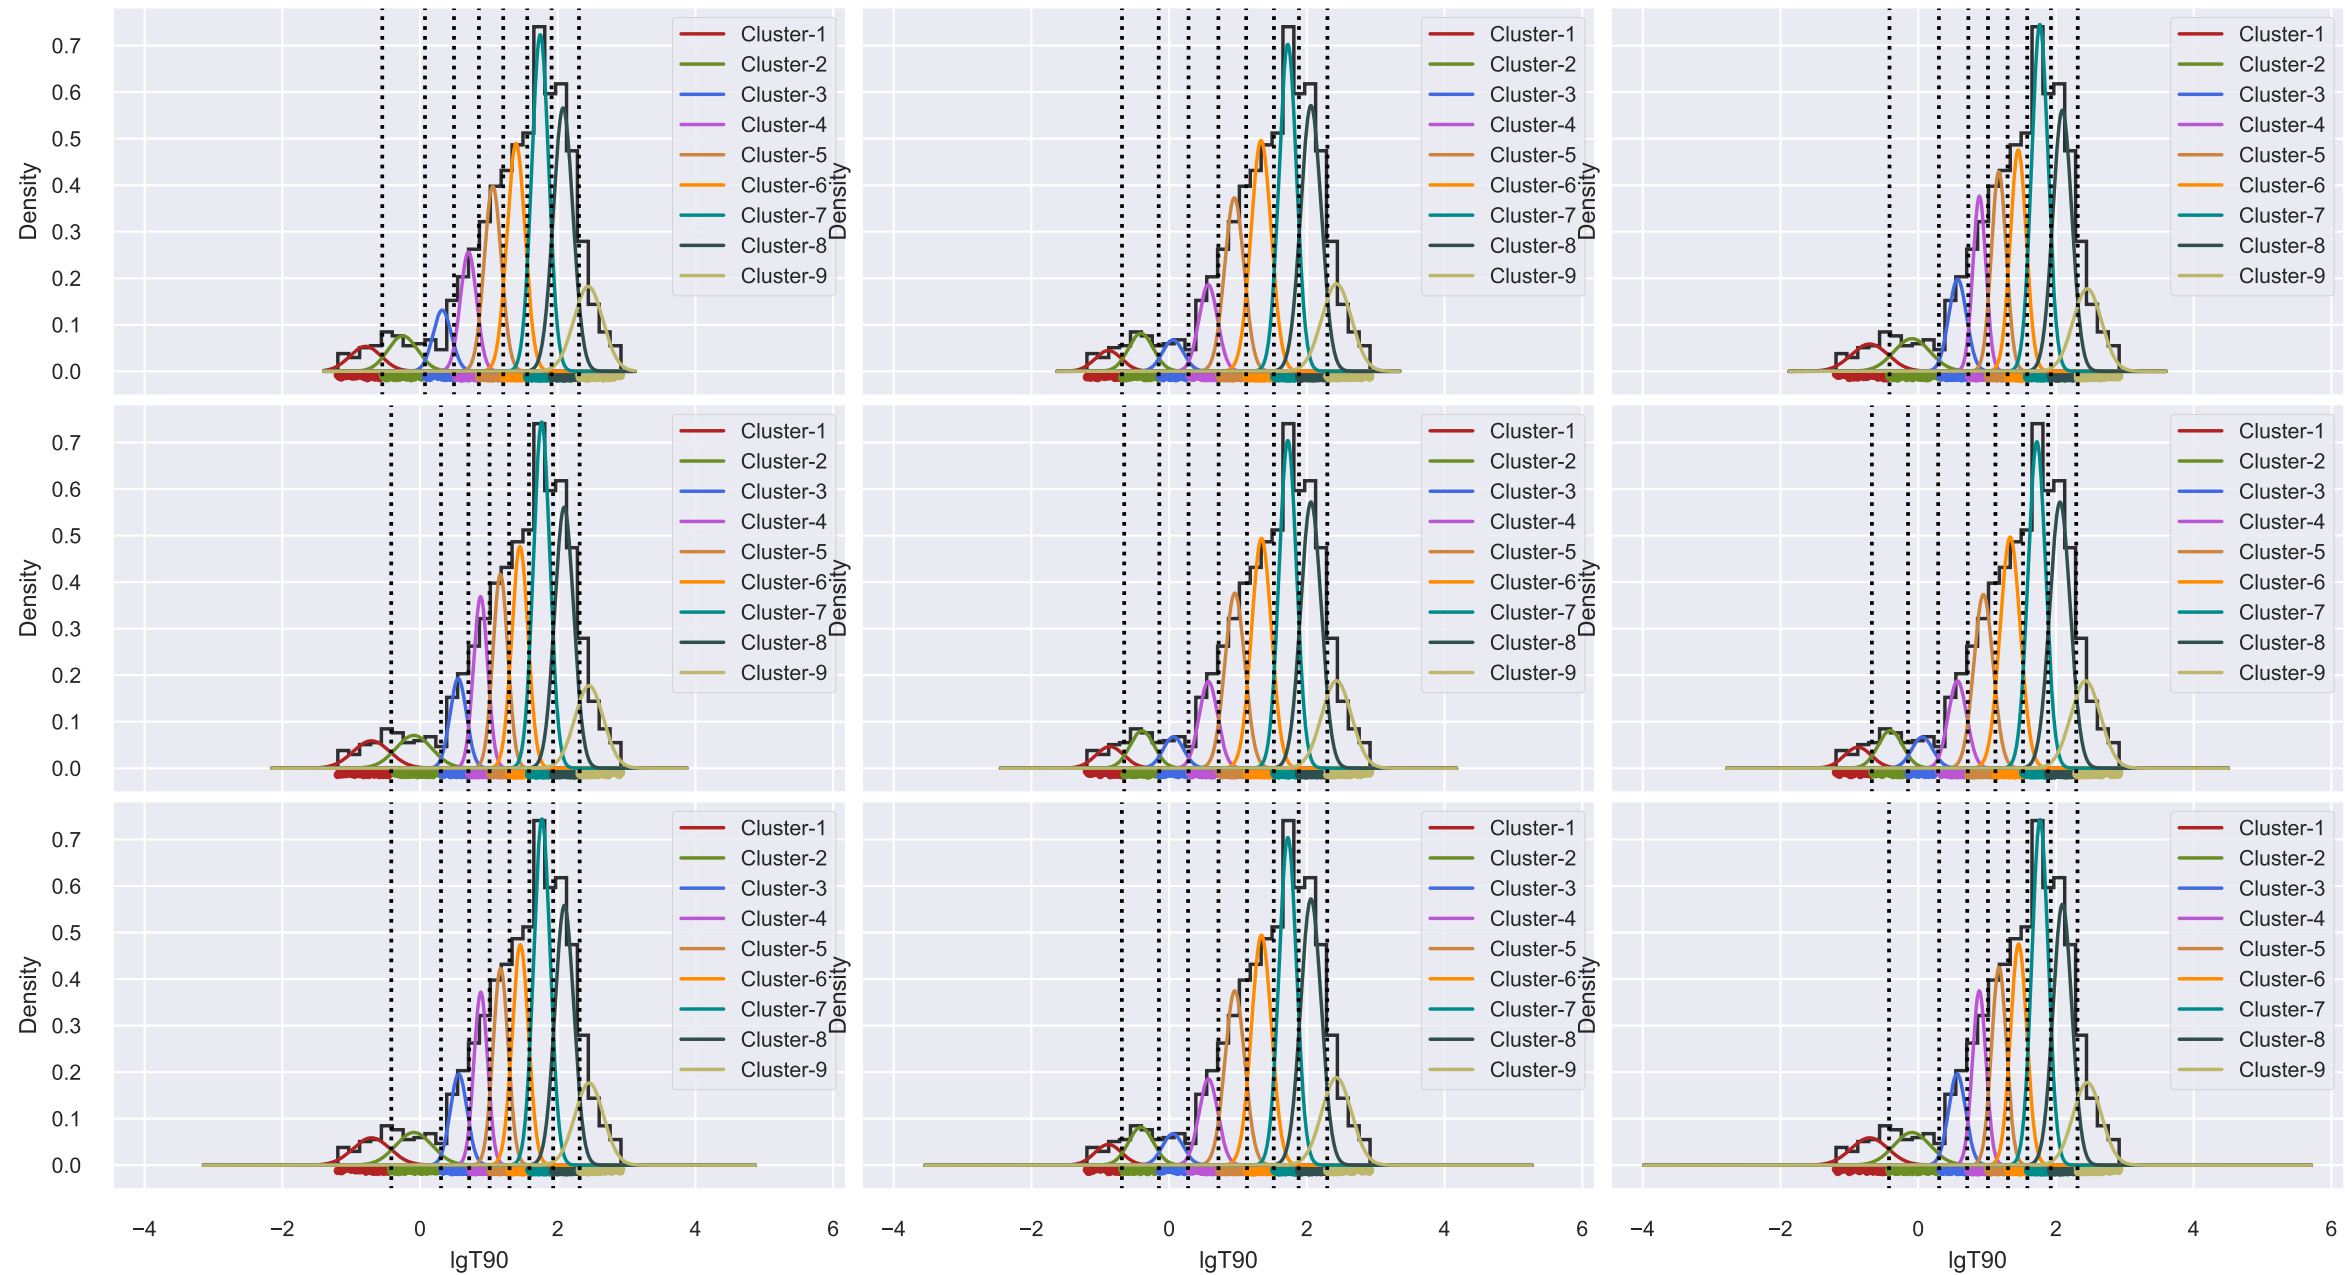 0.7
0.6
0.5
0.4
0.3
0.2
0.1
0.0
Density
Cluster-1
Cluster-2
Cluster-3
Cluster-4
Cluster-5
Cluster-6
Cluster-7
Cluster-8
Cluster-9
Density
Cluster-1
Cluster-2
Cluster-3
Cluster-4
Cluster-5
Cluster-6
Cluster-7
Cluster-8
Cluster-9
Density
Cluster-1
Cluster-2
Cluster-3
Cluster-4
Cluster-5
Cluster-6
Cluster-7
Cluster-8
Cluster-9
0.7
0.6
0.5
0.4
0.3
0.2
0.1
0.0
Density
Cluster-1
Cluster-2
Cluster-3
Cluster-4
Cluster-5
Cluster-6
Cluster-7
Cluster-8
Cluster-9
Density
Cluster-1
Cluster-2
Cluster-3
Cluster-4
Cluster-5
Cluster-6
Cluster-7
Cluster-8
Cluster-9
Density
Cluster-1
Cluster-2
Cluster-3
Cluster-4
Cluster-5
Cluster-6
Cluster-7
Cluster-8
Cluster-9
0.7
0.6
0.5
0.4
0.3
0.2
0.1
0.0
Density
Cluster-1
Cluster-2
Cluster-3
Cluster-4
Cluster-5
Cluster-6
Cluster-7
Cluster-8
Cluster-9
−4 −2 0 2 4 6
lgT90
Density
Cluster-1
Cluster-2
Cluster-3
Cluster-4
Cluster-5
Cluster-6
Cluster-7
Cluster-8
Cluster-9
−4 −2 0 2 4 6
lgT90
Density
Cluster-1
Cluster-2
Cluster-3
Cluster-4
Cluster-5
Cluster-6
Cluster-7
Cluster-8
Cluster-9
−4 −2 0 2 4 6
lgT90